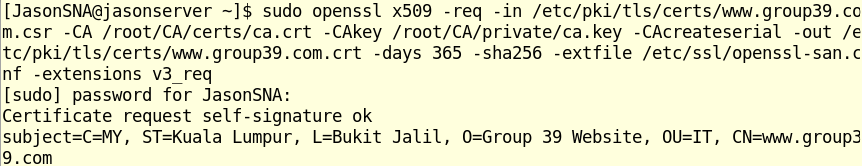 [JasonSNA@jasonserver ~]$ sudo openssl x509 -req -in /etc/pki/tls/certs/www.group39.co
m.csr -CA /root/CA/certs/ca.crt -CAkey /root/CA/private/ca.key -CAcreateserial -out /e
tc/pki/tls/certs/www.group39.com.crt -days 365 -sha256 -extfile /etc/ssl/openssl-san.c
nf -extensions v3_req
[sudo] password for JasonSNA:
Certificate request self-signature ok
subject=C=MY, ST=Kuala Lumpur, L=Bukit Jalil, O=Group 39 Website, OU=IT, CN=www.group3
9.com